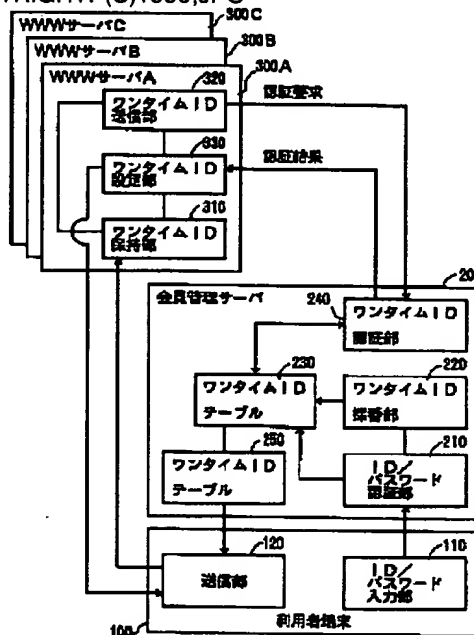 (C)1999,JPO
WWWサーバC
300C
WWWサーバB
300B
WWWサーバA
300A
320
ワンタイムID
送信部
認証要求
330
ワンタイムID
設定部
認証結果
310
ワンタイムID
保持部
会員管理サーバ
20
240
ワンタイムID
認証部
230
ワンタイムID
テーブル
220
ワンタイムID
採番部
250
ワンタイムID
テーブル
210
ID/
パスワード
認証部
120
送信部
110
ID/
パスワード
入力部
利用者端末
100